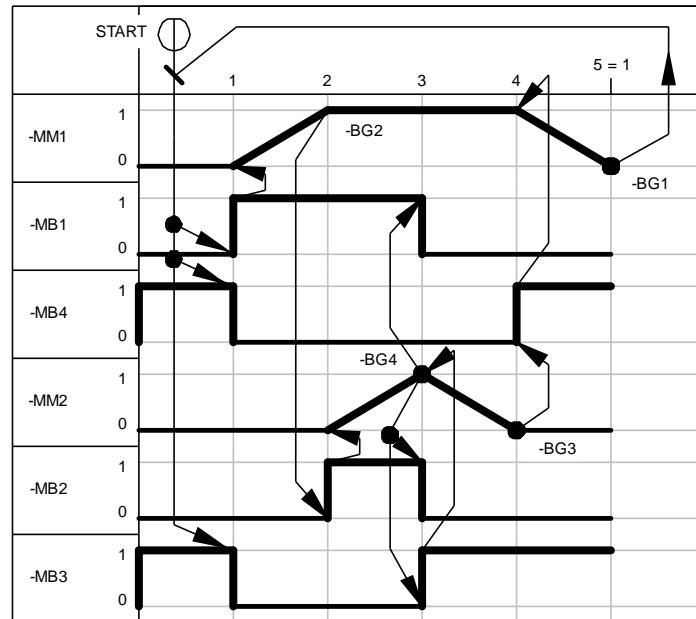 START
1 2 3 4 5 = 1
-MM1 1 0 -BG2 -BG1
-MB1 1 0
-MB4 1 0
-MM2 1 0 -BG4 -BG3
-MB2 1 0
-MB3 1 0